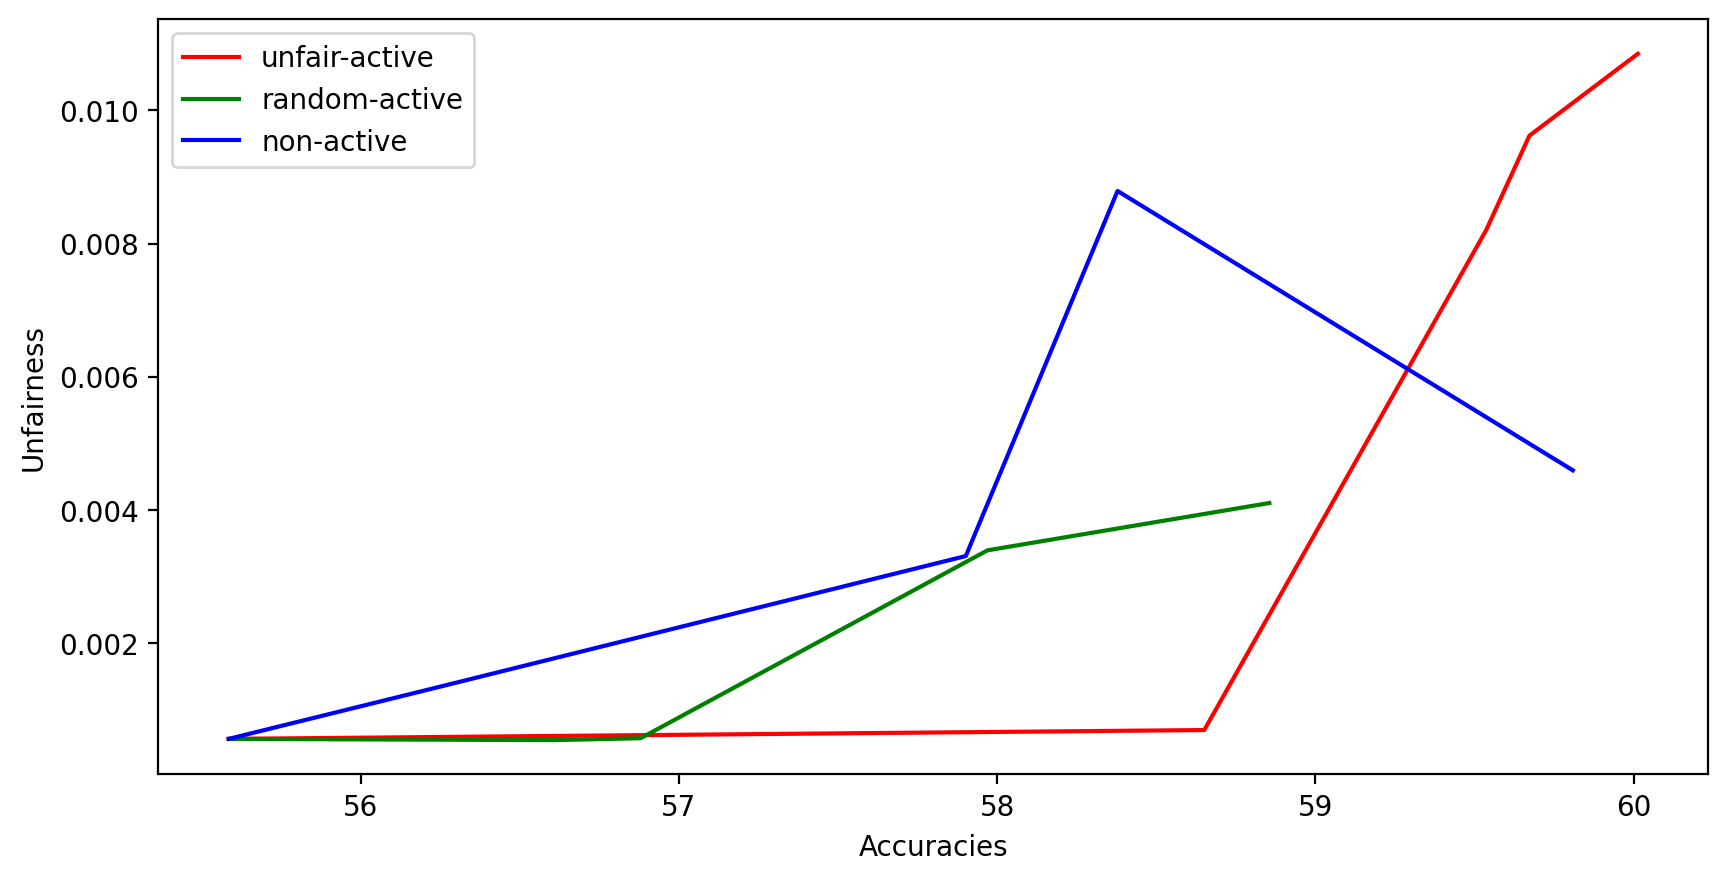 unfair-active
random-active
non-active
0.010
0.008
0.006
0.004
0.002
Unfairness
56 57 58 59 60
Accuracies